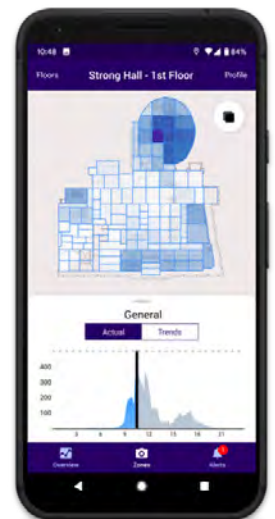 10:48 84%
Floors Strong Hall - 1st Floor Profile
General
Actual Trends
400
300
200
100
3 6 9 12 15 18 21
Overview Zones Alerts